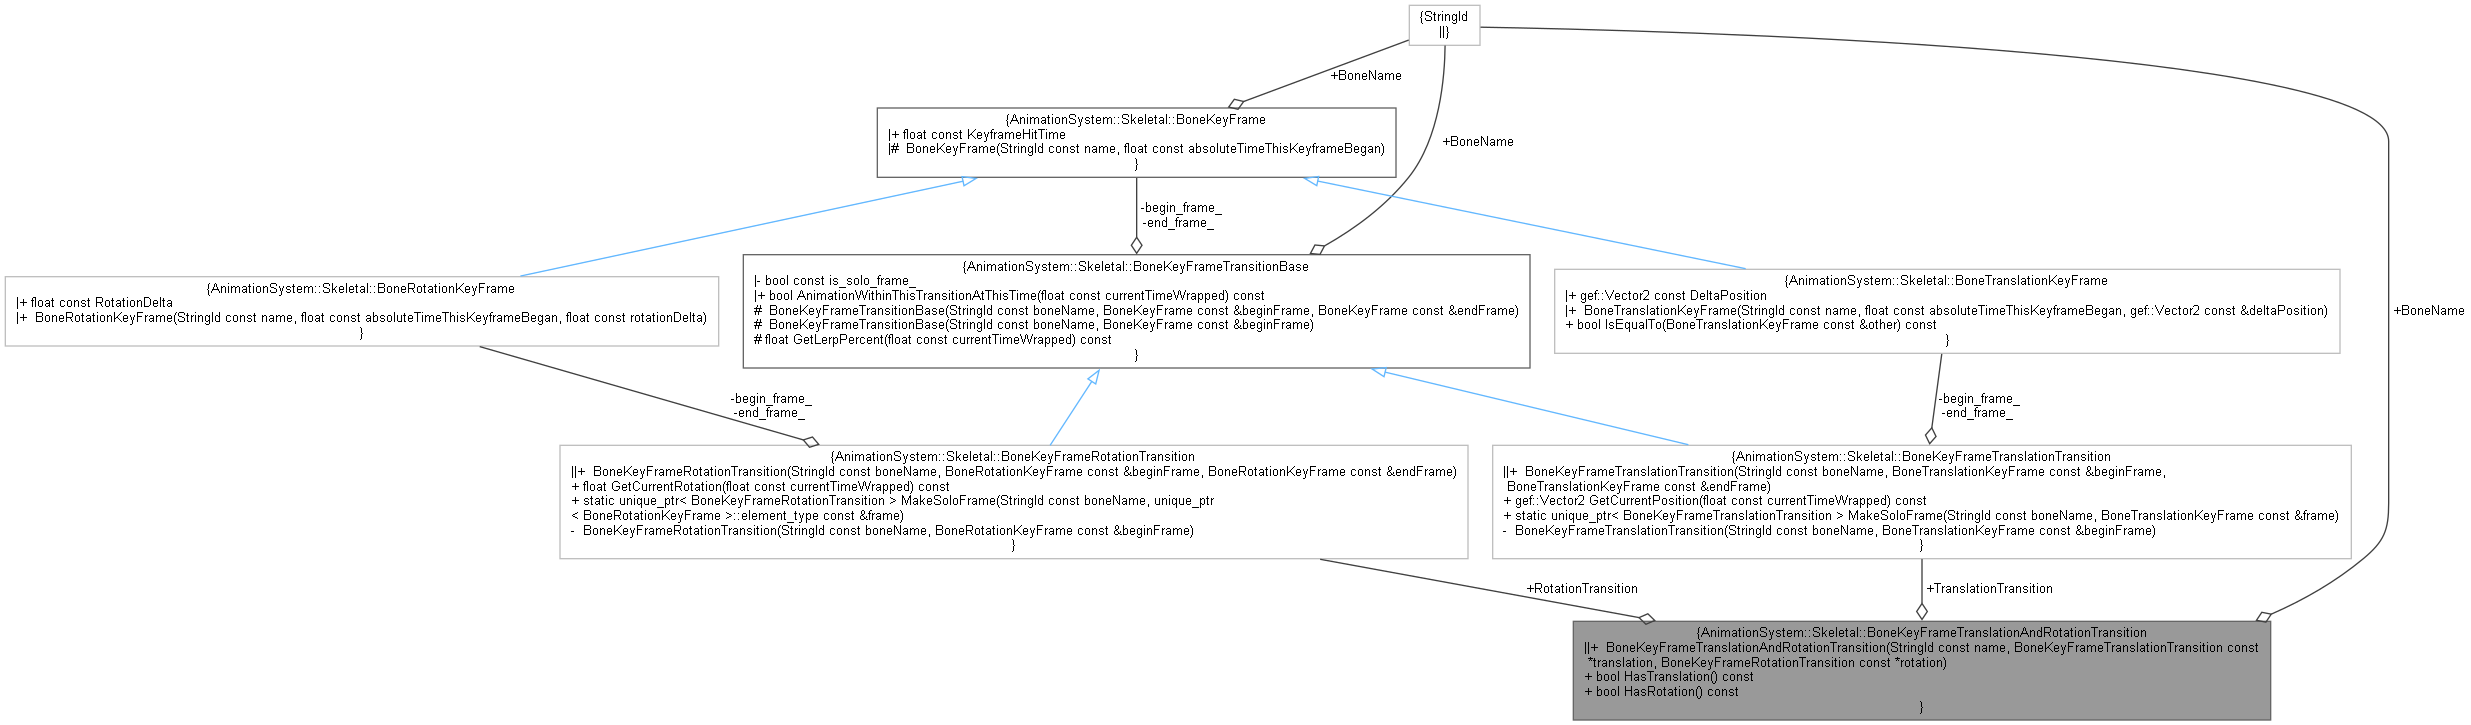 {StringId
||}
+BoneName
{AnimationSystem::Skeletal::BoneKeyFrame
|+ float const KeyframeHitTime
|# BoneKeyFrame(StringId const name, float const absoluteTimeThisKeyframeBegan)
}
+BoneName
-begin_frame_
-end_frame_
{AnimationSystem::Skeletal::BoneRotationKeyFrame
|+ float const RotationDelta
|+ BoneRotationKeyFrame(StringId const name, float const absoluteTimeThisKeyframeBegan, float const rotationDelta)
}
{AnimationSystem::Skeletal::BoneKeyFrameTransitionBase
|- bool const is_solo_frame_
|+ bool AnimationWithinThisTransitionAtThisTime(float const currentTimeWrapped) const
# BoneKeyFrameTransitionBase(StringId const boneName, BoneKeyFrame const &beginFrame, BoneKeyFrame const &endFrame)
# BoneKeyFrameTransitionBase(StringId const boneName, BoneKeyFrame const &beginFrame)
# float GetLerpPercent(float const currentTimeWrapped) const
}
{AnimationSystem::Skeletal::BoneTranslationKeyFrame
|+ gef::Vector2 const DeltaPosition
|+ BoneTranslationKeyFrame(StringId const name, float const absoluteTimeThisKeyframeBegan, gef::Vector2 const &deltaPosition)
+ bool IsEqualTo(BoneTranslationKeyFrame const &other) const
}
+BoneName
-begin_frame_
-end_frame_
-begin_frame_
-end_frame_
{AnimationSystem::Skeletal::BoneKeyFrameRotationTransition
||+ BoneKeyFrameRotationTransition(StringId const boneName, BoneRotationKeyFrame const &beginFrame, BoneRotationKeyFrame const &endFrame)
+ float GetCurrentRotation(float const currentTimeWrapped) const
+ static unique_ptr< BoneKeyFrameRotationTransition > MakeSoloFrame(StringId const boneName, unique_ptr
< BoneRotationKeyFrame >::element_type const &frame)
- BoneKeyFrameRotationTransition(StringId const boneName, BoneRotationKeyFrame const &beginFrame)
}
{AnimationSystem::Skeletal::BoneKeyFrameTranslationTransition
||+ BoneKeyFrameTranslationTransition(StringId const boneName, BoneTranslationKeyFrame const &beginFrame,
BoneTranslationKeyFrame const &endFrame)
+ gef::Vector2 GetCurrentPosition(float const currentTimeWrapped) const
+ static unique_ptr< BoneKeyFrameTranslationTransition > MakeSoloFrame(StringId const boneName, BoneTranslationKeyFrame const &frame)
- BoneKeyFrameTranslationTransition(StringId const boneName, BoneTranslationKeyFrame const &beginFrame)
}
+RotationTransition
+TranslationTransition
{AnimationSystem::Skeletal::BoneKeyFrameTranslationAndRotationTransition
||+ BoneKeyFrameTranslationAndRotationTransition(StringId const name, BoneKeyFrameTranslationTransition const
*translation, BoneKeyFrameRotationTransition const *rotation)
+ bool HasTranslation() const
+ bool HasRotation() const
}